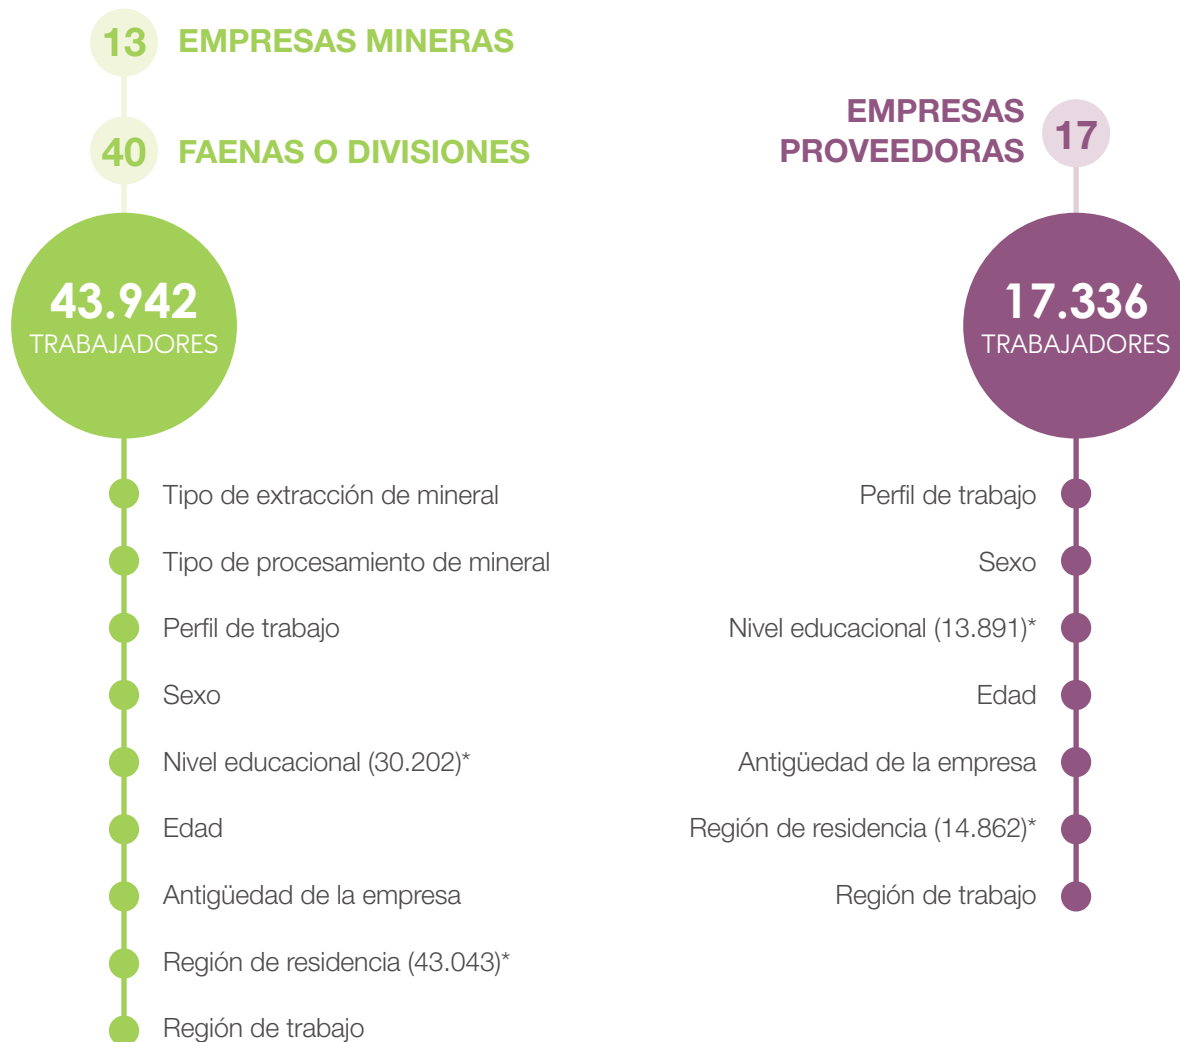 13
EMPRESAS MINERAS
40
FAENAS O DIVISIONES
43.942
TRABAJADORES
Tipo de extracción de mineral
Tipo de procesamiento de mineral
Perfil de trabajo
Sexo
Nivel educacional (30.202)*
Edad
Antigüedad de la empresa
Región de residencia (43.043)*
Región de trabajo
EMPRESAS
PROVEEDORAS
17
17.336
TRABAJADORES
Perfil de trabajo
Sexo
Nivel educacional (13.891)*
Edad
Antigüedad de la empresa
Región de residencia (14.862)*
Región de trabajo